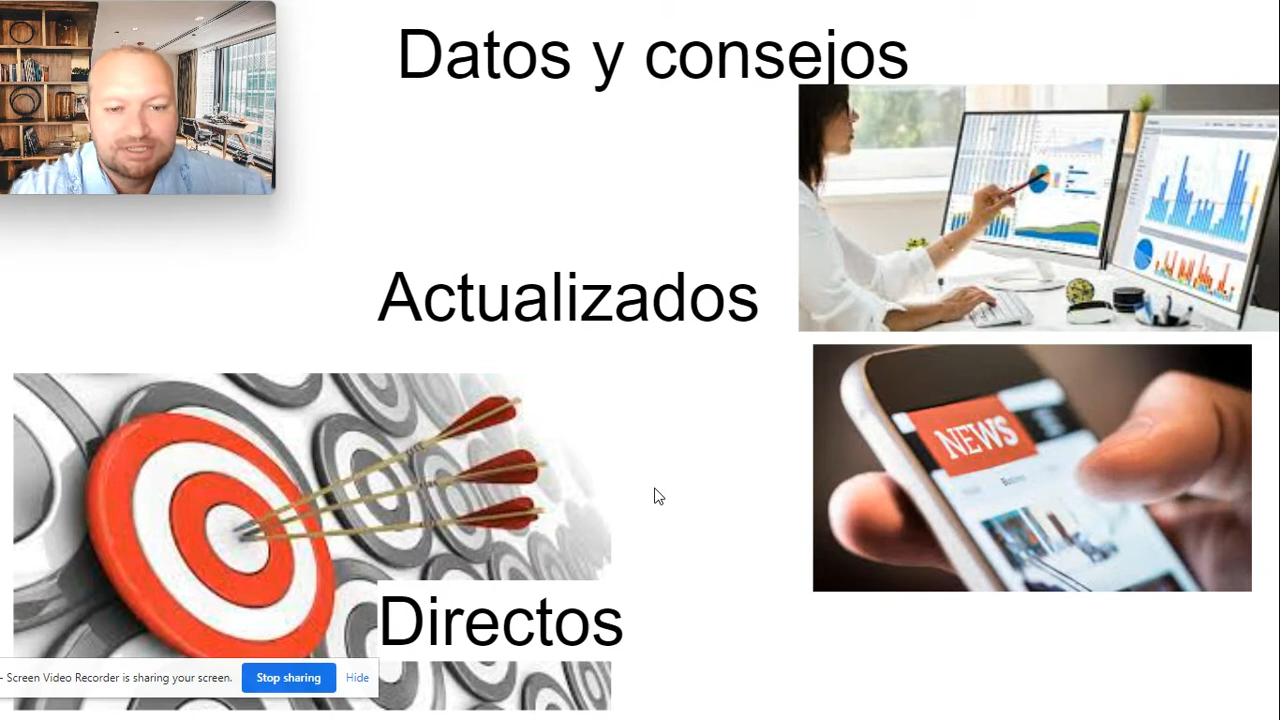 Datos y consejos
Actualizados
NEWS
Directos
- Screen Video Recorder is sharing your screen.
Stop sharing
Hide